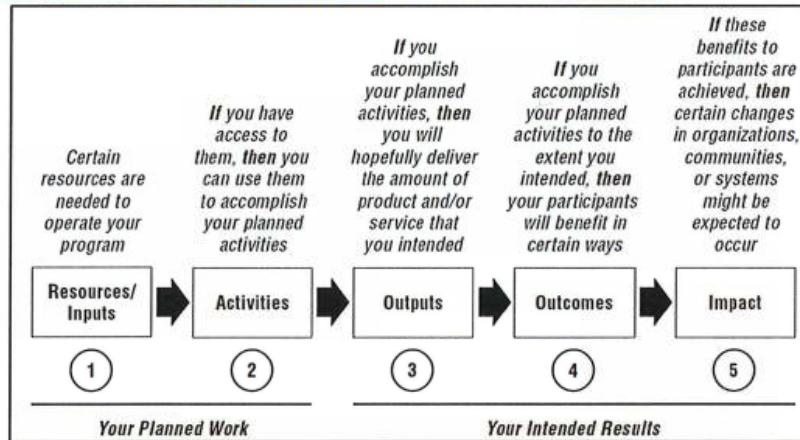 Certain
resources are
needed to
operate your
program
If you have
access to
them, then you
can use them
to accomplish
your planned
activities
If you
accomplish
your planned
activities, then
you will
hopefully deliver
the amount of
product and/or
service that
you intended
If you
accomplish
your planned
activities to the
extent you
intended, then
your participants
will benefit in
certain ways
If these
benefits to
participants are
achieved, then
certain changes
in organizations,
communities,
or systems
might be
expected to
occur
Resources/
Inputs
Activities
Outputs
Outcomes
Impact
1
2
3
4
5
Your Planned Work
Your Intended Results